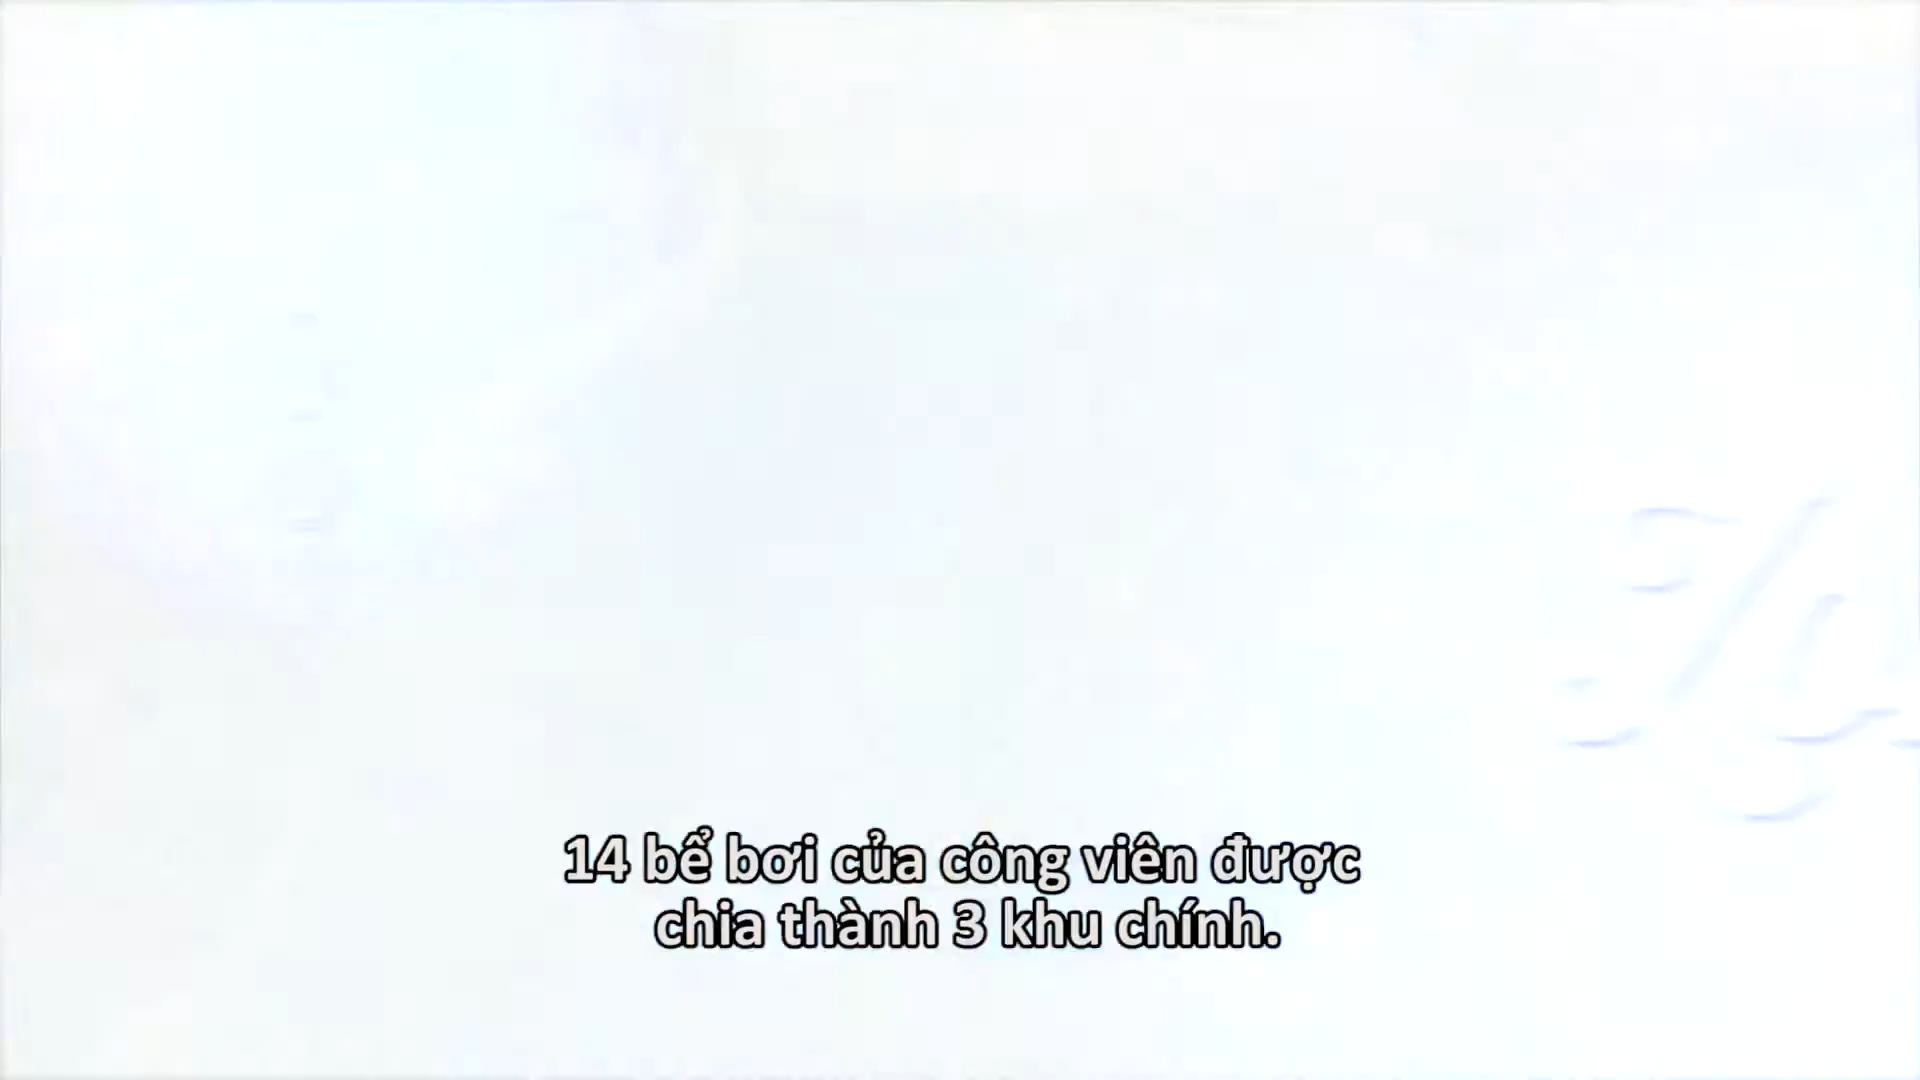 14 bể bơi của công viên được
chia thành 3 khu chính.